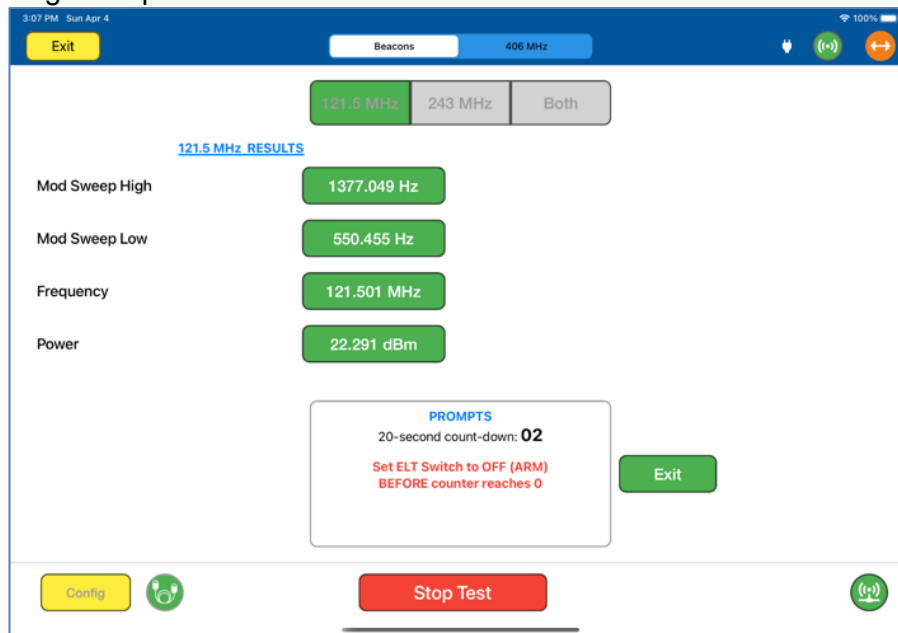 3:07 PM Sun Apr 4
100%
Exit
Beacons
406 MHz
121.5 MHz
243 MHz
Both
121.5 MHz RESULTS
Mod Sweep High
1377.049 Hz
Mod Sweep Low
550.455 Hz
Frequency
121.501 MHz
Power
22.291 dBm
PROMPTS
20-second count-down: 02
Set ELT Switch to OFF (ARM)
BEFORE counter reaches 0
Exit
Config
Stop Test